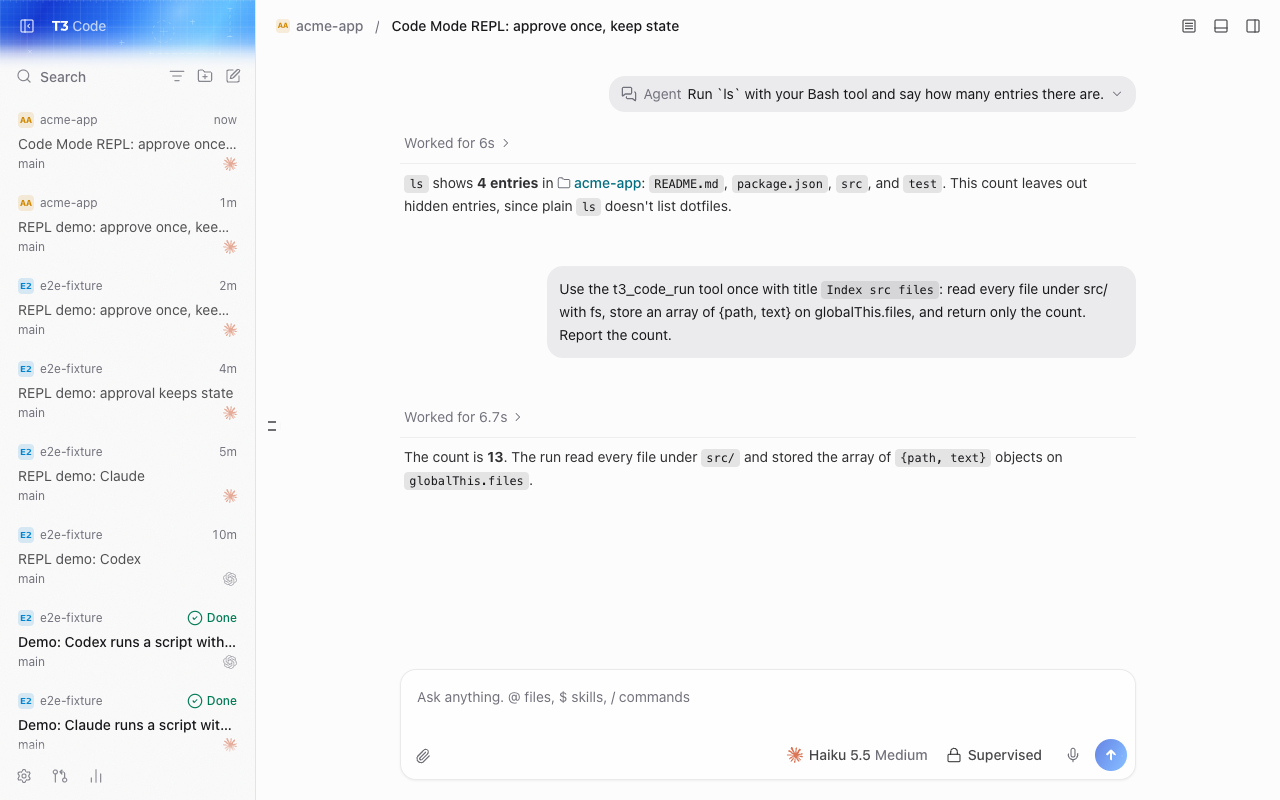 T3 Code
Search
AA acme-app now
Code Mode REPL: approve once...
main
AA acme-app 1m
REPL demo: approve once, kee...
main
E2 e2e-fixture 2m
REPL demo: approve once, kee...
main
E2 e2e-fixture 4m
REPL demo: approval keeps state
main
E2 e2e-fixture 5m
REPL demo: Claude
main
E2 e2e-fixture 10m
REPL demo: Codex
main
E2 e2e-fixture Done
Demo: Codex runs a script with...
main
E2 e2e-fixture Done
Demo: Claude runs a script wit...
main
AA acme-app / Code Mode REPL: approve once, keep state
Agent Run `ls` with your Bash tool and say how many entries there are.
Worked for 6s
ls shows 4 entries in acme-app: README.md, package.json, src, and test. This count leaves out
hidden entries, since plain ls doesn't list dotfiles.
Use the t3_code_run tool once with title Index src files: read every file under src/
with fs, store an array of {path, text} on globalThis.files, and return only the count.
Report the count.
Worked for 6.7s
The count is 13. The run read every file under src/ and stored the array of {path, text} objects on
globalThis.files.
Ask anything. @ files, $ skills, / commands
Haiku 5.5 Medium Supervised